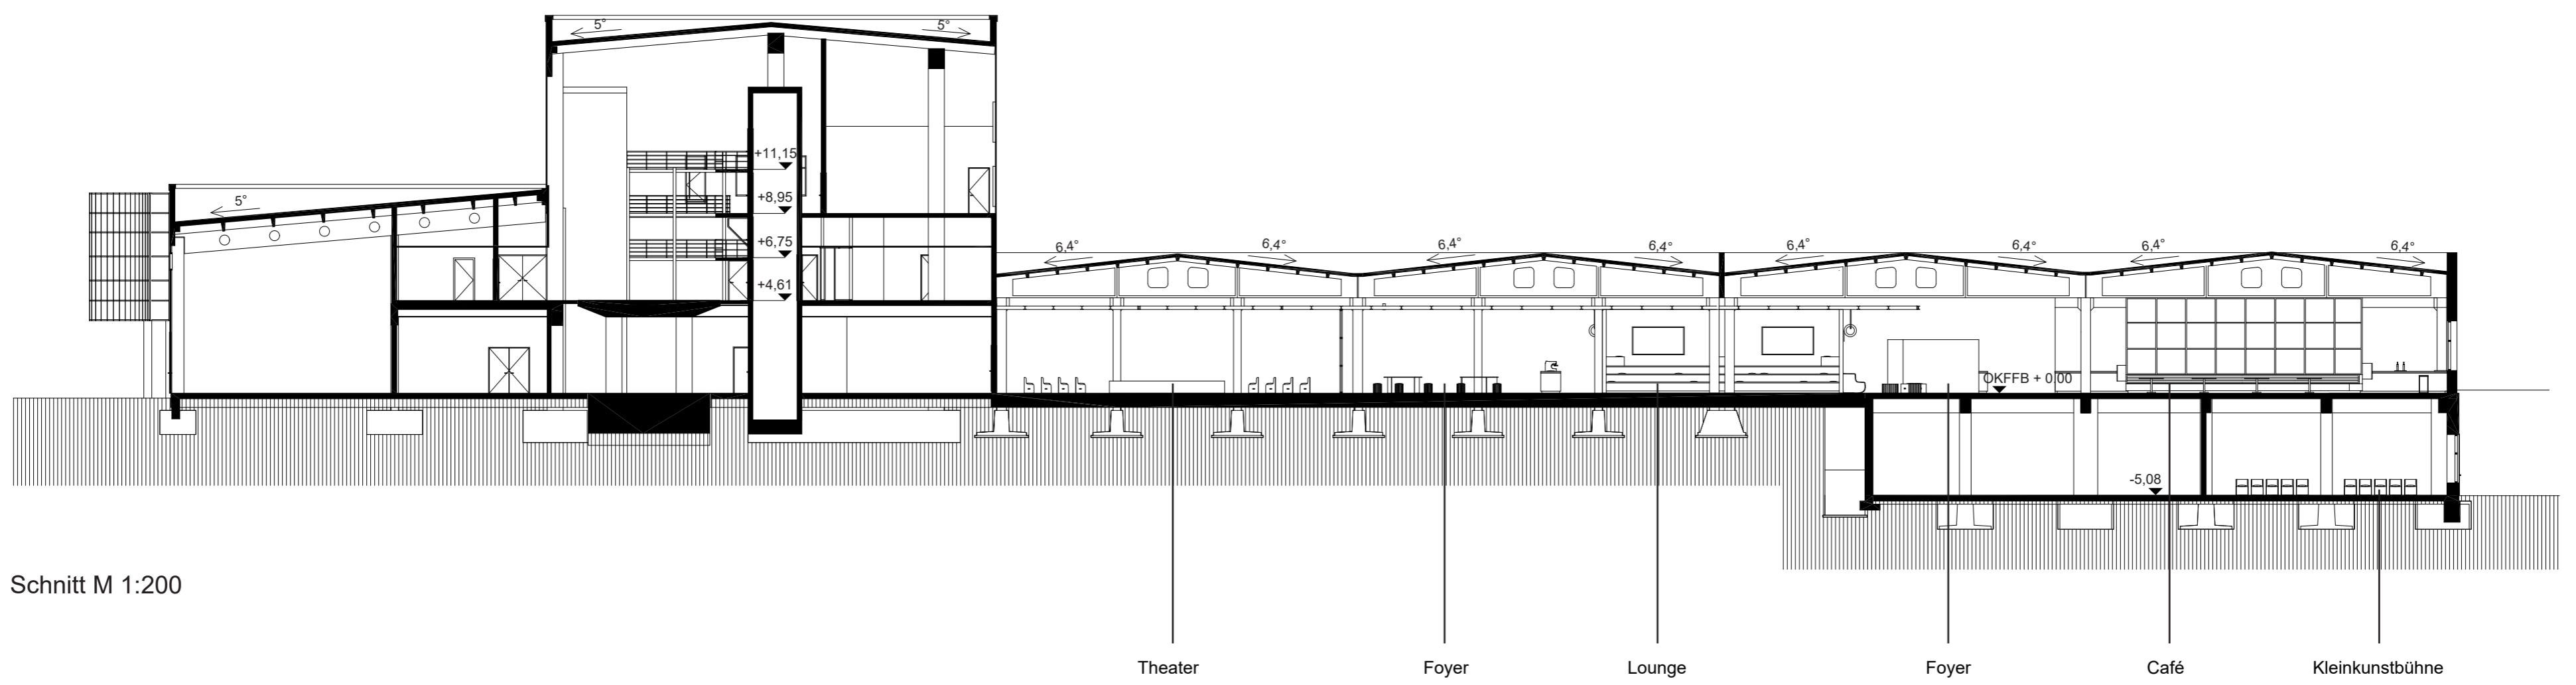 5°
5°
+11,15
+8,95
5°
+6,75
6,4°
6,4°
6,4°
6,4°
6,4°
6,4°
6,4°
6,4°
+4,61
OKFFB + 0.00
-5,08
Schnitt M 1:200
Theater
Foyer
Lounge
Foyer
Café
Kleinkunstbühne